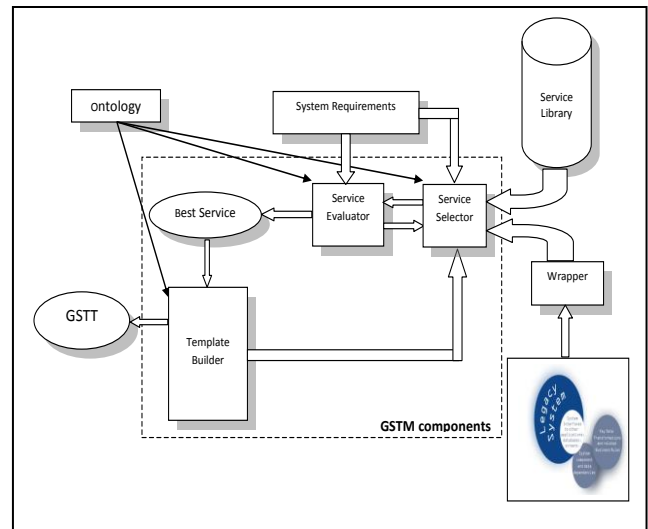 Ontology
System Requirements
Service
Library
Service
Evaluator
Service
Selector
Best Service
Wrapper
GSTT
Template
Builder
GSTM components
Legacy
System